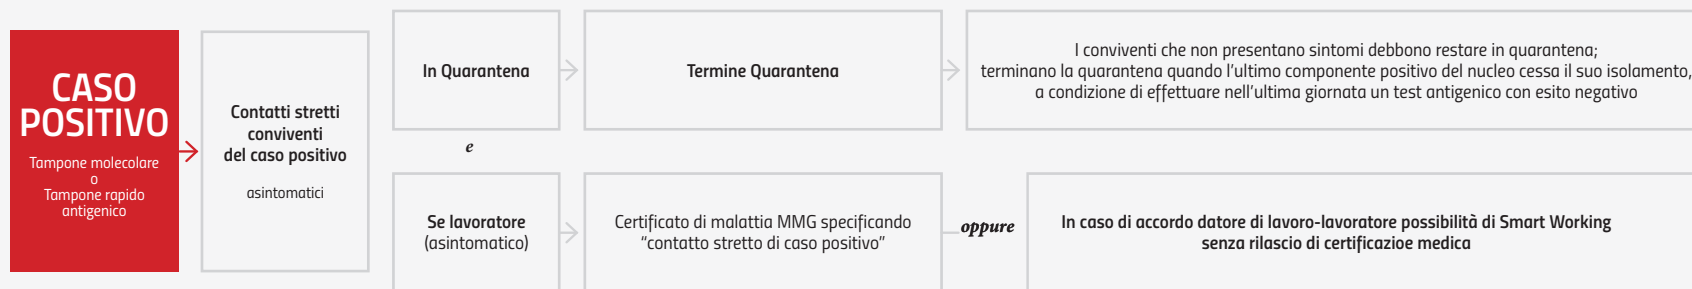 CASO
POSITIVO
Tampone molecolare
o
Tampone rapido
antigenico
Contatti stretti
conviventi
del caso positivo
asintomatici
In Quarantena
Termine Quarantena
I conviventi che non presentano sintomi debbono restare in quarantena;
terminano la quarantena quando l'ultimo componente positivo del nucleo cessa il suo isolamento,
a condizione di effettuare nell'ultima giornata un test antigenico con esito negativo
e
Se lavoratore
(asintomatico)
Certificato di malattia MMG specificando
"contatto stretto di caso positivo"
oppure
In caso di accordo datore di lavoro-lavoratore possibilità di Smart Working
senza rilascio di certificazioe medica